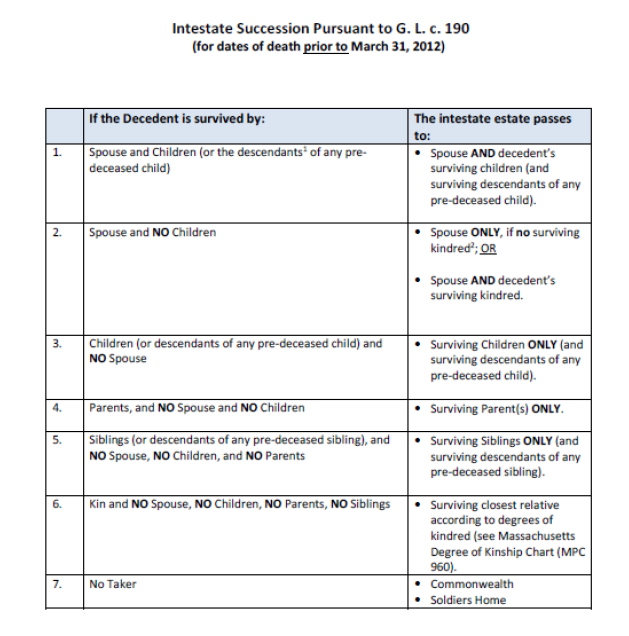 Intestate Succession Pursuant to G. L. c. 190
(for dates of death prior to March 31, 2012)
If the Decedent is survived by:
The intestate estate passes
to:
1.
Spouse and Children (or the descendants¹ of any pre-
deceased child)
• Spouse AND decedent's
surviving children (and
surviving descendants of any
pre-deceased child).
2.
Spouse and NO Children
• Spouse ONLY, if no surviving
kindred²; OR
• Spouse AND decedent's
surviving kindred.
3.
Children (or descendants of any pre-deceased child) and
NO Spouse
• Surviving Children ONLY (and
surviving descendants of any
pre-deceased child).
4.
Parents, and NO Spouse and NO Children
• Surviving Parent(s) ONLY.
5.
Siblings (or descendants of any pre-deceased sibling), and
NO Spouse, NO Children, and NO Parents
• Surviving Siblings ONLY (and
surviving descendants of any
pre-deceased sibling).
6.
Kin and NO Spouse, NO Children, NO Parents, NO Siblings
• Surviving closest relative
according to degrees of
kindred (see Massachusetts
Degree of Kinship Chart (MPC
960).
7.
No Taker
• Commonwealth
• Soldiers Home